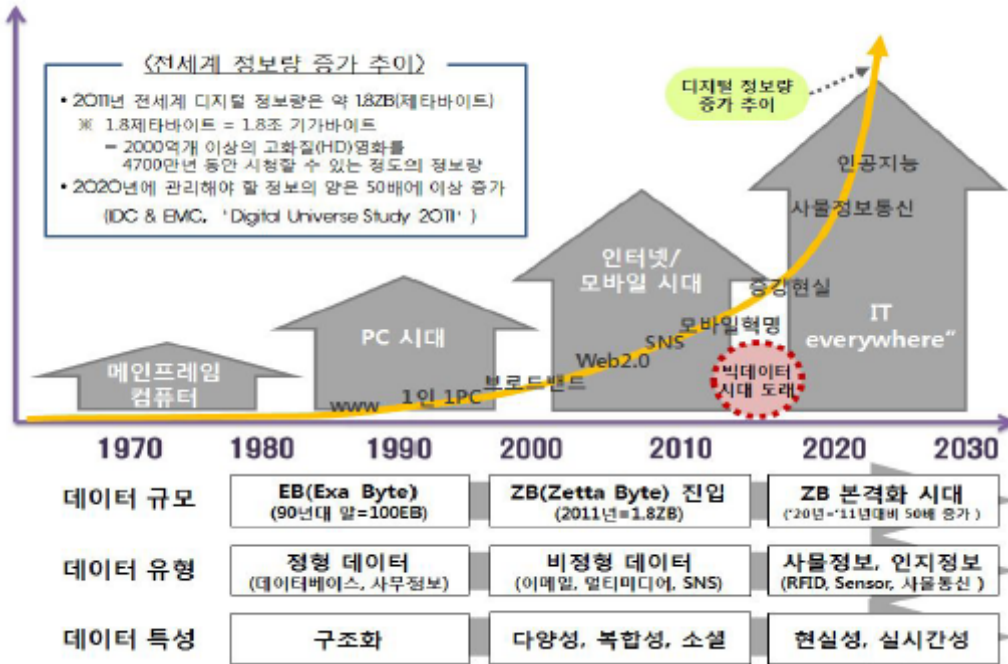 <전세계 정보량 증가 추이>
• 2011년 전세계 디지털 정보량은 약 1.8ZB(제타바이트)
※ 1.8제타바이트 = 1.8조 기가바이트
= 2000억개 이상의 고화질(HD)영화를
4700만년 동안 시청할 수 있는 정도의 정보량
• 2020년에 관리해야 할 정보의 양은 50배에 이상 증가
(IDC & EMC, 'Digital Universe Study 2011')
디지털 정보량
증가 추이
인공지능
사물정보통신
증강현실
IT
everywhere"
인터넷/
모바일 시대
모바일혁명
SNS
Web2.0
빅데이터
시대 도래
PC 시대
브로드밴드
1인 1PC
www
메인프레임
컴퓨터
1970 1980 1990 2000 2010 2020 2030
데이터 규모
EB(Exa Byte)
(90년대 말=100EB)
ZB(Zetta Byte) 진입
(2011년=1.8ZB)
ZB 본격화 시대
('20년='11년대비 50배 증가 )
데이터 유형
정형 데이터
(데이터베이스, 사무정보)
비정형 데이터
(이메일, 멀티미디어, SNS)
사물정보, 인지정보
(RFID, Sensor, 사물통신 )
데이터 특성
구조화
다양성, 복합성, 소셜
현실성, 실시간성